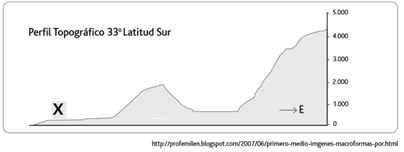 Perfil Topográfico 33º Latitud Sur
5.000
4.000
3.000
2.000
1.000
0
X
E
http://profemilen.blogspot.com/2007/06/primero-medio-imgenes-macroformas-por.html